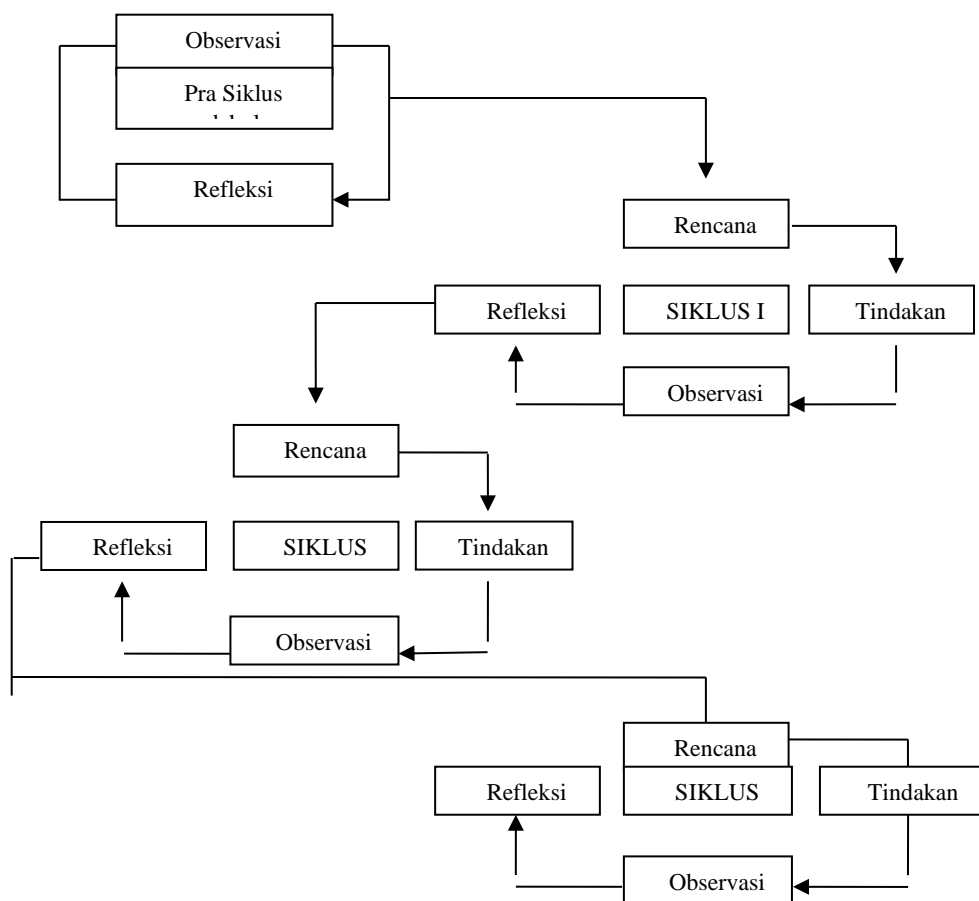 Observasi
Pra Siklus
Refleksi
Rencana
Refleksi
SIKLUS I
Tindakan
Observasi
Rencana
Refleksi
SIKLUS
Tindakan
Observasi
Rencana
Refleksi
SIKLUS
Tindakan
Observasi